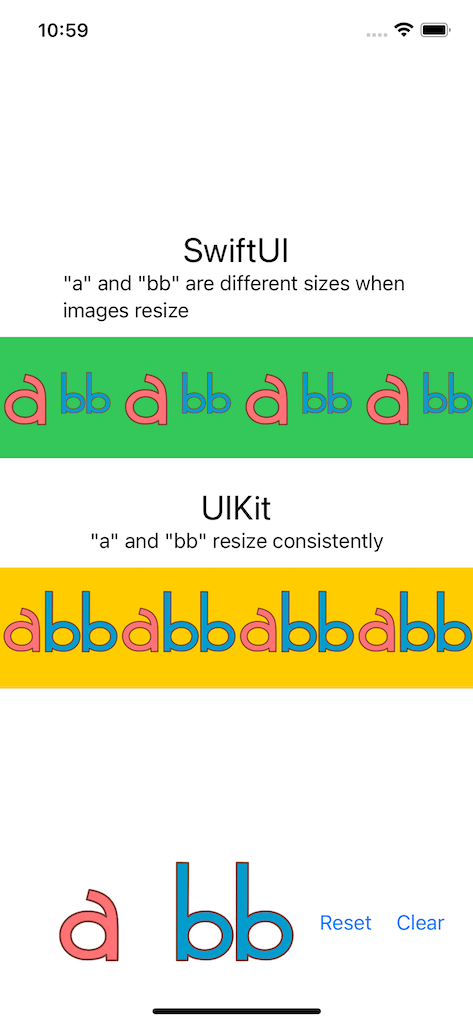 10:59
SwiftUI
"a" and "bb" are different sizes when
images resize
a bb a bb a bb a bb
UIKit
"a" and "bb" resize consistently
abbabbabbabb
a bb Reset Clear